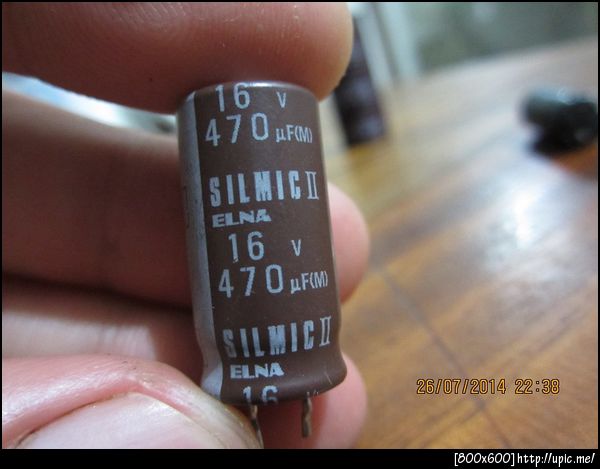 16 V
470 µF(M)
SILMIC II
ELNA
16 V
470 µF(M)
SILMIC II
ELNA
16
26/07/2014 22:38
[800x600]http://upic.me/